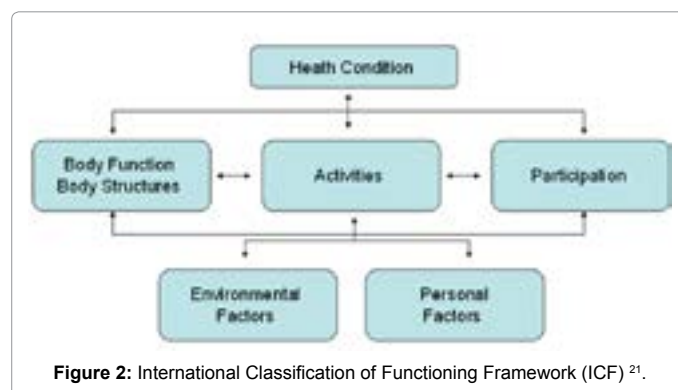 Heath Condition
Body Function
Body Structures
Activities
Participation
Environmental
Factors
Personal
Factors
Figure 2: International Classification of Functioning Framework (ICF) 21.